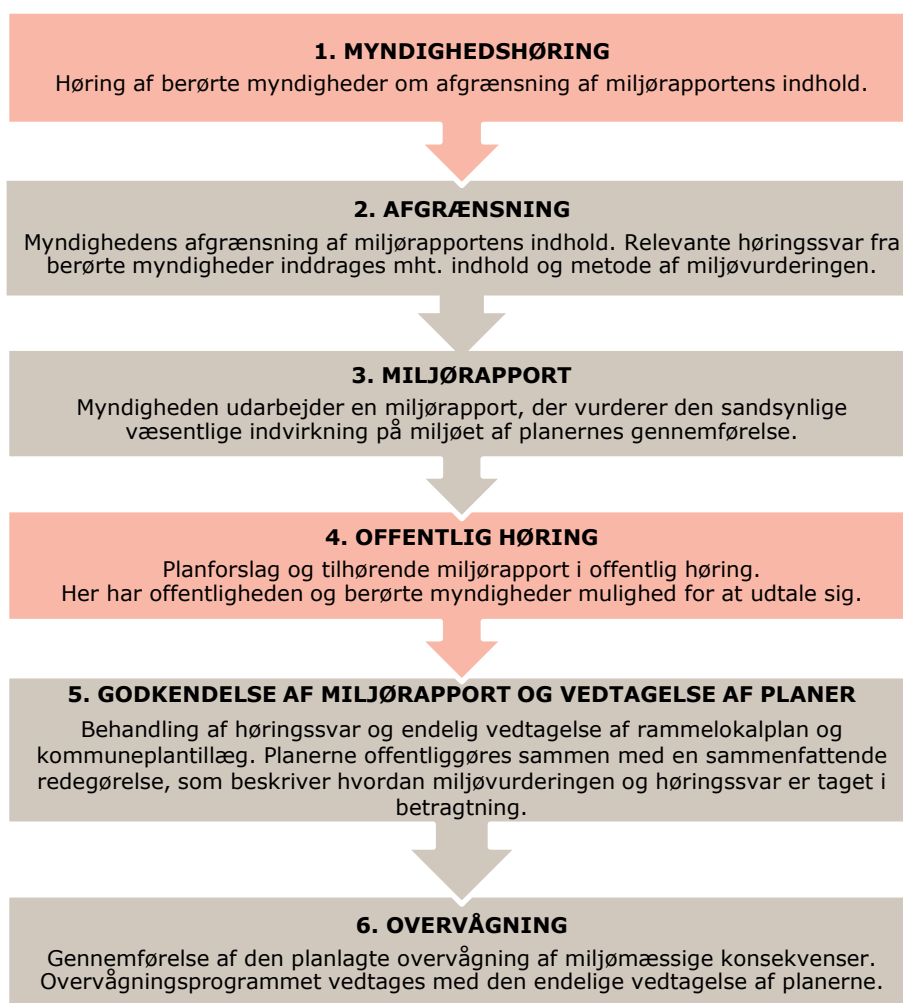 1. MYNDIGHEDSHØRING
Høring af berørte myndigheder om afgrænsning af miljørapportens indhold.
2. AFGRÆNSNING
Myndighedens afgrænsning af miljørapportens indhold. Relevante høringssvar fra
berørte myndigheder inddrages mht. indhold og metode af miljøvurderingen.
3. MILJØRAPPORT
Myndigheden udarbejder en miljørapport, der vurderer den sandsynlige
væsentlige indvirkning på miljøet af planernes gennemførelse.
4. OFFENTLIG HØRING
Planforslag og tilhørende miljørapport i offentlig høring.
Her har offentligheden og berørte myndigheder mulighed for at udtale sig.
5. GODKENDELSE AF MILJØRAPPORT OG VEDTAGELSE AF PLANER
Behandling af høringssvar og endelig vedtagelse af rammelokalplan og
kommuneplantillæg. Planerne offentliggøres sammen med en sammenfattende
redegørelse, som beskriver hvordan miljøvurderingen og høringssvar er taget i
betragtning.
6. OVERVÅGNING
Gennemførelse af den planlagte overvågning af miljømæssige konsekvenser.
Overvågningsprogrammet vedtages med den endelige vedtagelse af planerne.